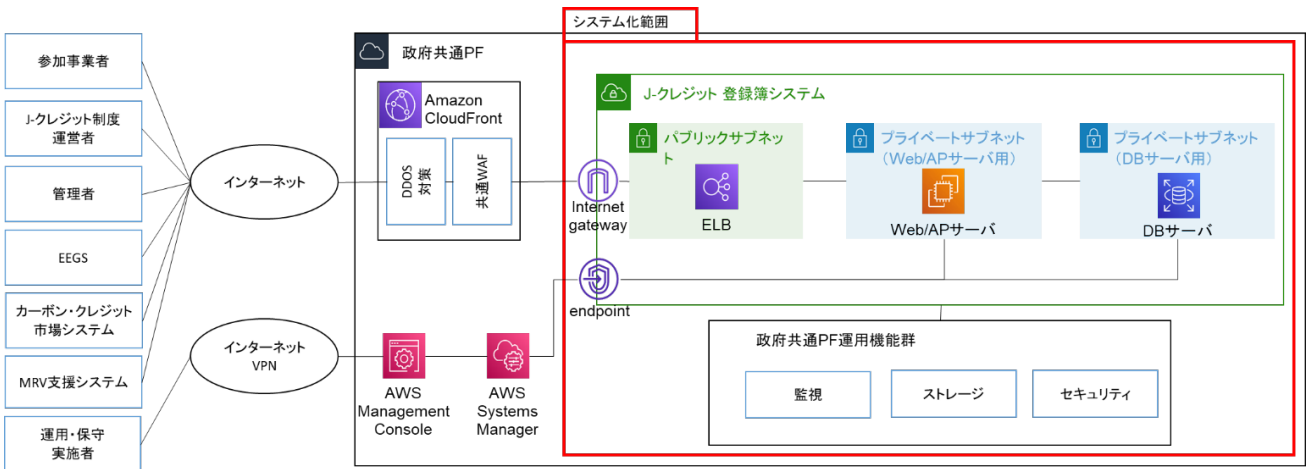 システム化範囲
参加事業者
J-クレジット制度
運営者
管理者
EEGS
カーボン・クレジット
市場システム
MRV支援システム
運用・保守
実施者
インターネット
インターネット
VPN
政府共通PF
Amazon
CloudFront
DDOS
対策
共通WAF
AWS
Management
Console
AWS
Systems
Manager
Internet
gateway
endpoint
J-クレジット 登録簿システム
パブリックサブネッ
ト
ELB
プライベートサブネット
(Web/APサーバ用)
Web/APサーバ
プライベートサブネット
(DBサーバ用)
DBサーバ
政府共通PF運用機能群
監視
ストレージ
セキュリティ